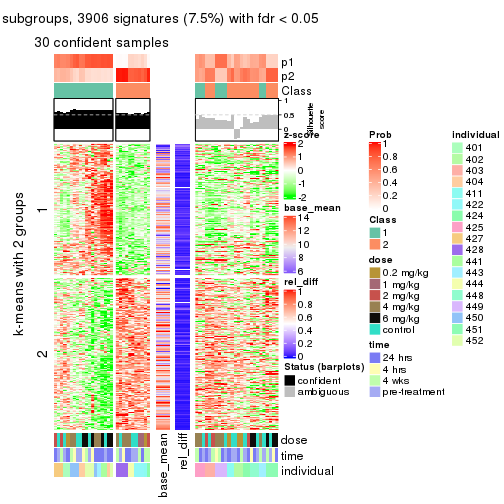 subgroups, 3906 signatures (7.5%) with fdr < 0.05
30 confident samples
p1
p2
Class
1
0.5
0
Silhouette
score
k-means with 2 groups
1
2
base_mean
rel_diff
dose
time
individual
z-score
2
1
0
-1
-2
base_mean
14
12
10
8
6
rel_diff
1
0.8
0.6
0.4
0.2
0
Status (barplots)
confident
ambiguous
Prob
1
0.8
0.6
0.4
0.2
0
Class
1
2
dose
0.2 mg/kg
1 mg/kg
2 mg/kg
4 mg/kg
6 mg/kg
control
time
24 hrs
4 hrs
4 wks
pre-treatment
individual
401
402
403
404
411
422
424
425
427
428
441
443
444
448
449
450
451
452